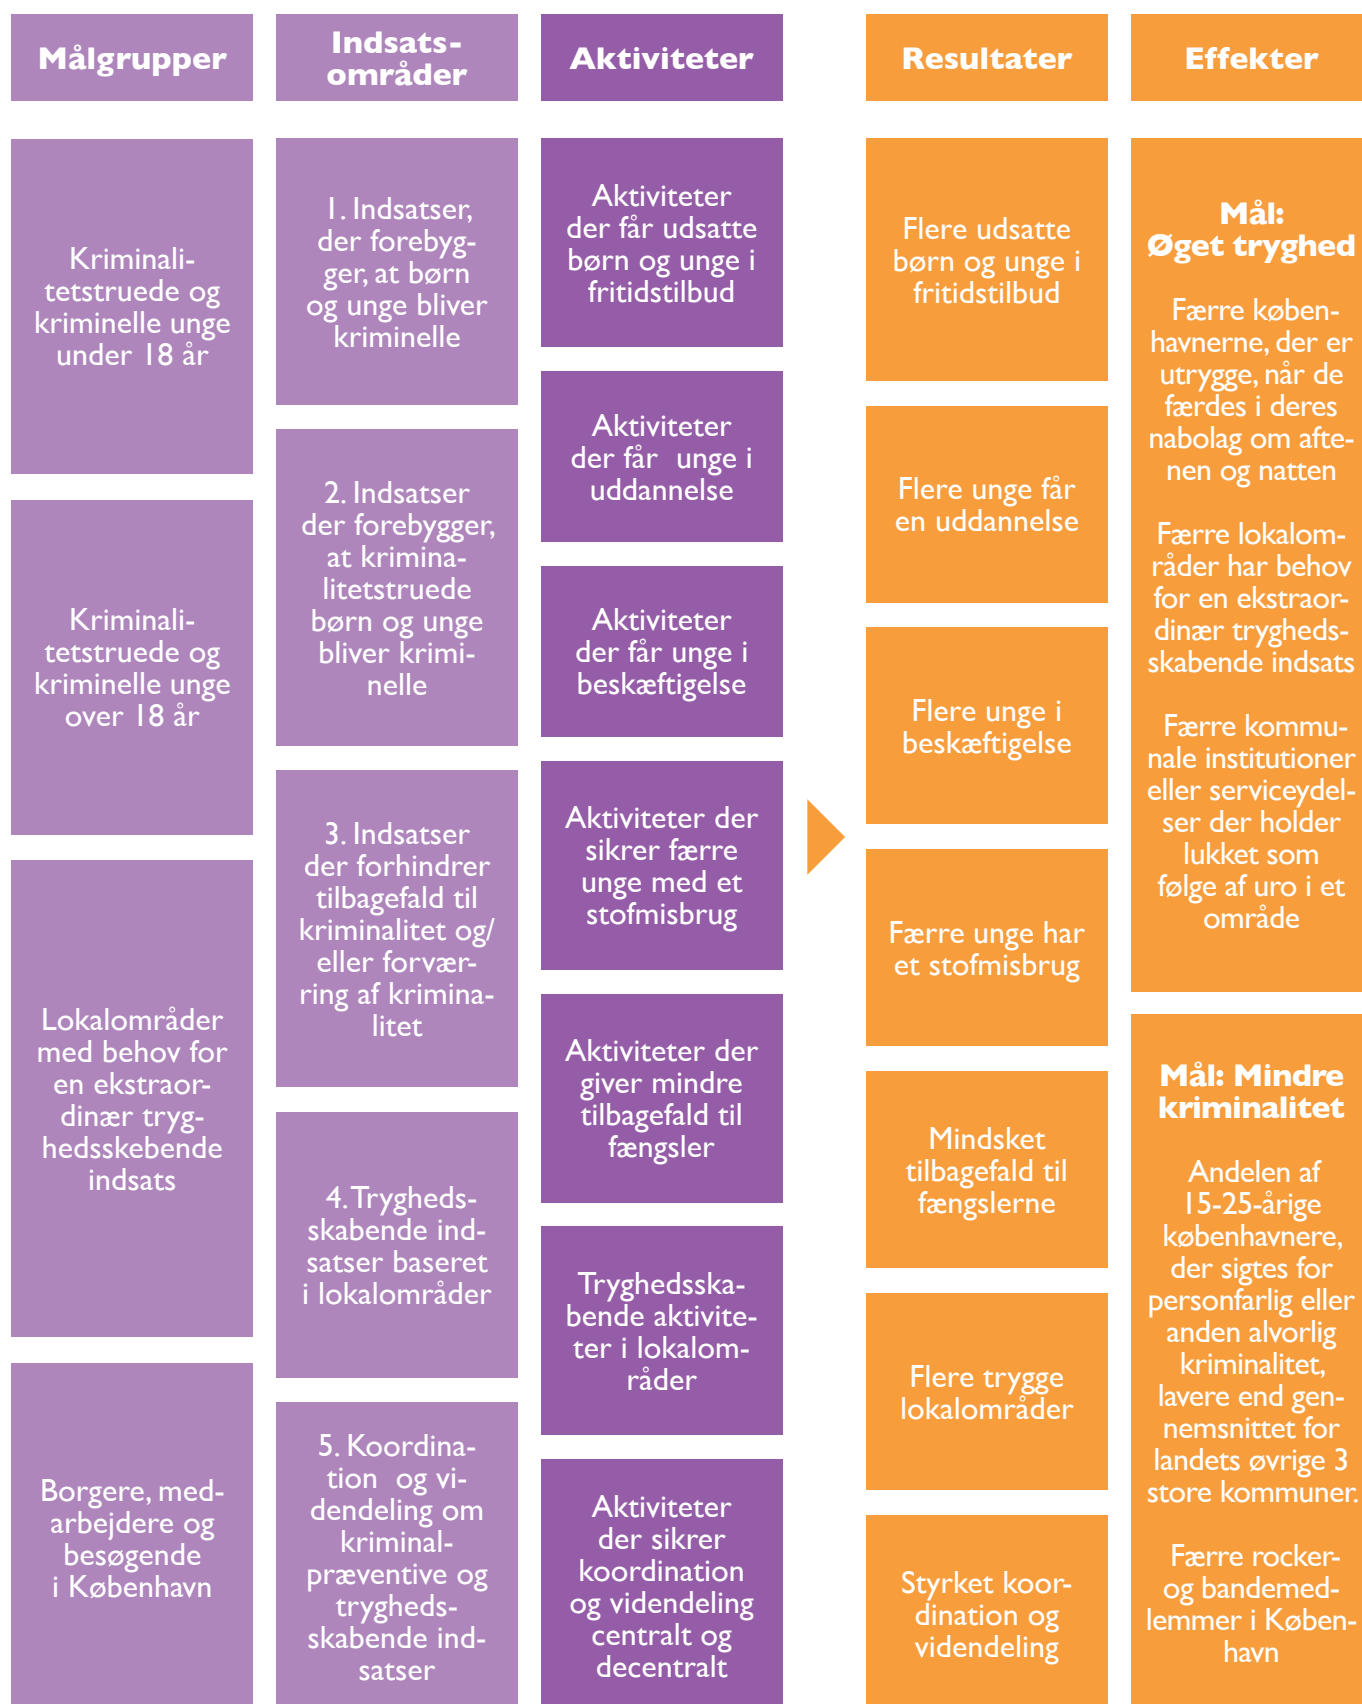 Målgrupper
Kriminali-
tetstruede og
kriminelle unge
under 18 år
Kriminali-
tetstruede og
kriminelle unge
over 18 år
Lokalområder
med behov for
en ekstraor-
dinær tryg-
hedsskebende
indsats
Borgere, med-
arbejdere og
besøgende
i København
Indsats-
områder
1. Indsatser,
der forebyg-
ger, at børn
og unge bliver
kriminelle
2. Indsatser
der forebygger,
at krimina-
litetstruede
børn og unge
bliver krimi-
nelle
3. Indsatser
der forhindrer
tilbagefald til
kriminalitet og/
eller forvær-
ring af krimina-
litet
4. Trygheds-
skabende ind-
satser baseret
i lokalområder
5. Koordina-
tion og vi-
dendeling om
kriminal-
præventive og
trygheds-
skabende ind-
satser
Aktiviteter
Aktiviteter
der får udsatte
børn og unge i
fritidstilbud
Aktiviteter
der får unge i
uddannelse
Aktiviteter
der får unge i
beskæftigelse
Aktiviteter der
sikrer færre
unge med et
stofmisbrug
Aktiviteter der
giver mindre
tilbagefald til
fængsler
Tryghedsska-
bende aktivite-
ter i lokalom-
råder
Aktiviteter
der sikrer
koordination
og videndeling
centralt og
decentralt
Resultater
Flere udsatte
børn og unge i
fritidstilbud
Flere unge får
en uddannelse
Flere unge i
beskæftigelse
Færre unge har
et stofmisbrug
Mindsket
tilbagefald til
fængslerne
Flere trygge
lokalområder
Styrket koor-
dination og
videndeling
Effekter
Mål:
Øget tryghed
Færre køben-
havnerne, der er
utrygge, når de
færdes i deres
nabolag om afte-
nen og natten
Færre lokalom-
råder har behov
for en ekstraor-
dinær tryghed-
skabende indsats
Færre kommu-
nale institutioner
eller serviceydel-
ser der holder
lukket som
følge af uro i et
område
Mål: Mindre
kriminalitet
Andelen af
15-25-årige
københavnere,
der sigtes for
personfarlig eller
anden alvorlig
kriminalitet,
lavere end gen-
nemsnittet for
landets øvrige 3
store kommuner.
Færre rocker-
og bandemed-
lemmer i Køben-
havn